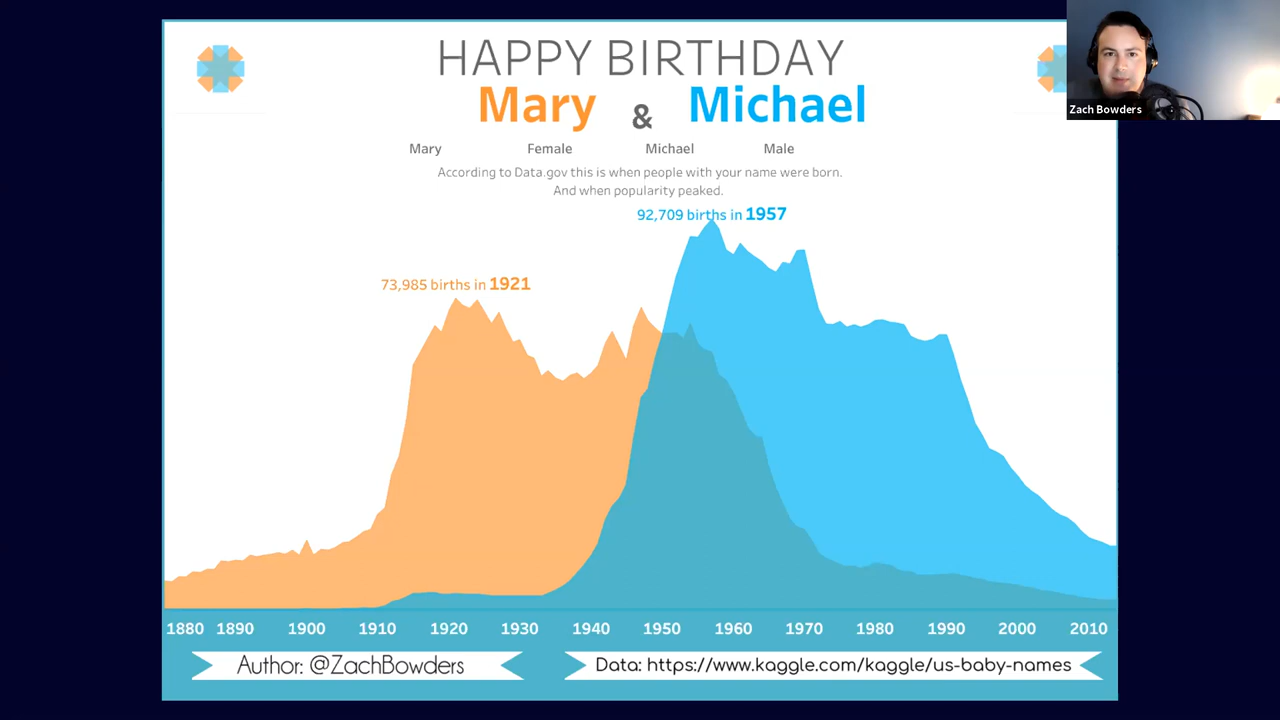 HAPPY BIRTHDAY
Mary & Michael
Mary Female Michael Male
According to Data.gov this is when people with your name were born.
And when popularity peaked.
92,709 births in 1957
73,985 births in 1921
1880 1890 1900 1910 1920 1930 1940 1950 1960 1970 1980 1990 2000 2010
Author: @ZachBowders
Data: https://www.kaggle.com/kaggle/us-baby-names
Zach Bowders